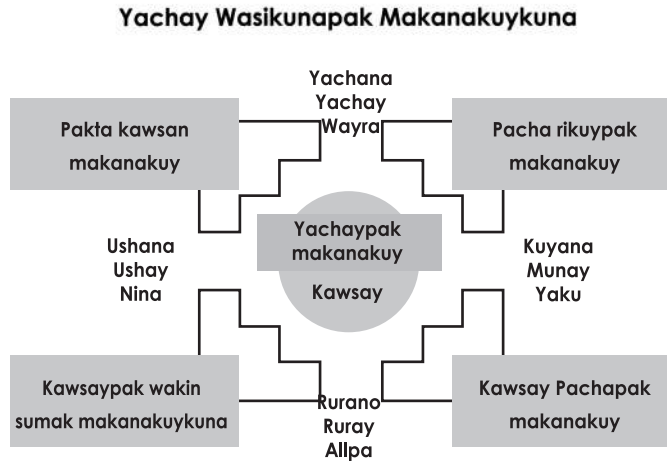 Yachay Wasikunapak Makanakuykuna
Yachana
Yachay
Wayra
Pakta kawsan
makanakuy
Pacha rikuypak
makanakuy
Yachaypak
makanakuy
Kawsay
Ushana
Ushay
Nina
Kuyana
Munay
Yaku
Kawsaypak wakin
sumak makanakuykuna
Kawsay Pachapak
makanakuy
Rurano
Ruray
Allpa